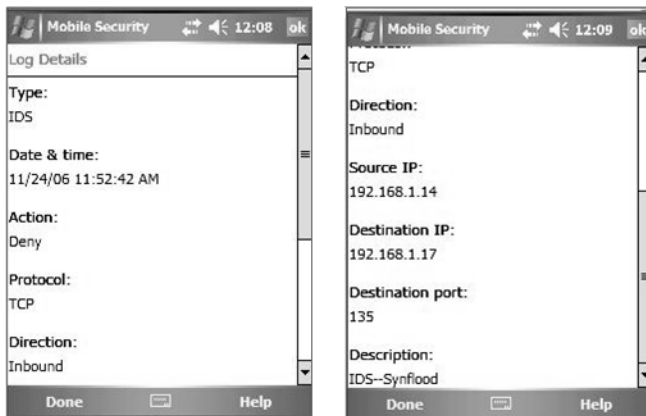 Mobile Security 12:08 ok
Log Details
Type:
IDS
Date & time:
11/24/06 11:52:42 AM
Action:
Deny
Protocol:
TCP
Direction:
Inbound
Done Help
Mobile Security 12:09 ok
TCP
Direction:
Inbound
Source IP:
192.168.1.14
Destination IP:
192.168.1.17
Destination port:
135
Description:
IDS--Synflood
Done Help